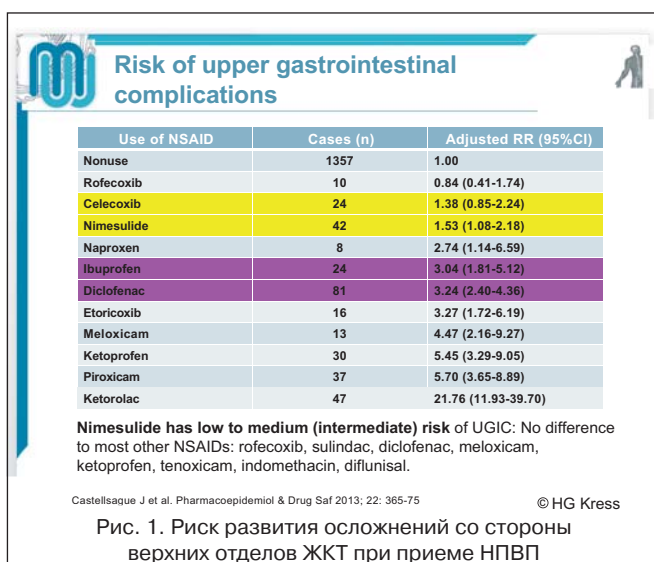 Risk of upper gastrointestinal
complications
Use of NSAID Cases (n) Adjusted RR (95%CI)
Nonuse 1357 1.00
Rofecoxib 10 0.84 (0.41-1.74)
Celecoxib 24 1.38 (0.85-2.24)
Nimesulide 42 1.53 (1.08-2.18)
Naproxen 8 2.74 (1.14-6.59)
Ibuprofen 24 3.04 (1.81-5.12)
Diclofenac 81 3.24 (2.40-4.36)
Etoricoxib 16 3.27 (1.72-6.19)
Meloxicam 13 4.47 (2.16-9.27)
Ketoprofen 30 5.45 (3.29-9.05)
Piroxicam 37 5.70 (3.65-8.89)
Ketorolac 47 21.76 (11.93-39.70)
Nimesulide has low to medium (intermediate) risk of UGIC: No difference
to most other NSAIDs: rofecoxib, sulindac, diclofenac, meloxicam,
ketoprofen, tenoxicam, indomethacin, diflunisal.
Castellsague J et al. Pharmacoepidemiol & Drug Saf 2013; 22: 365-75
© HG Kress
Рис. 1. Риск развития осложнений со стороны
верхних отделов ЖКТ при приеме НПВП